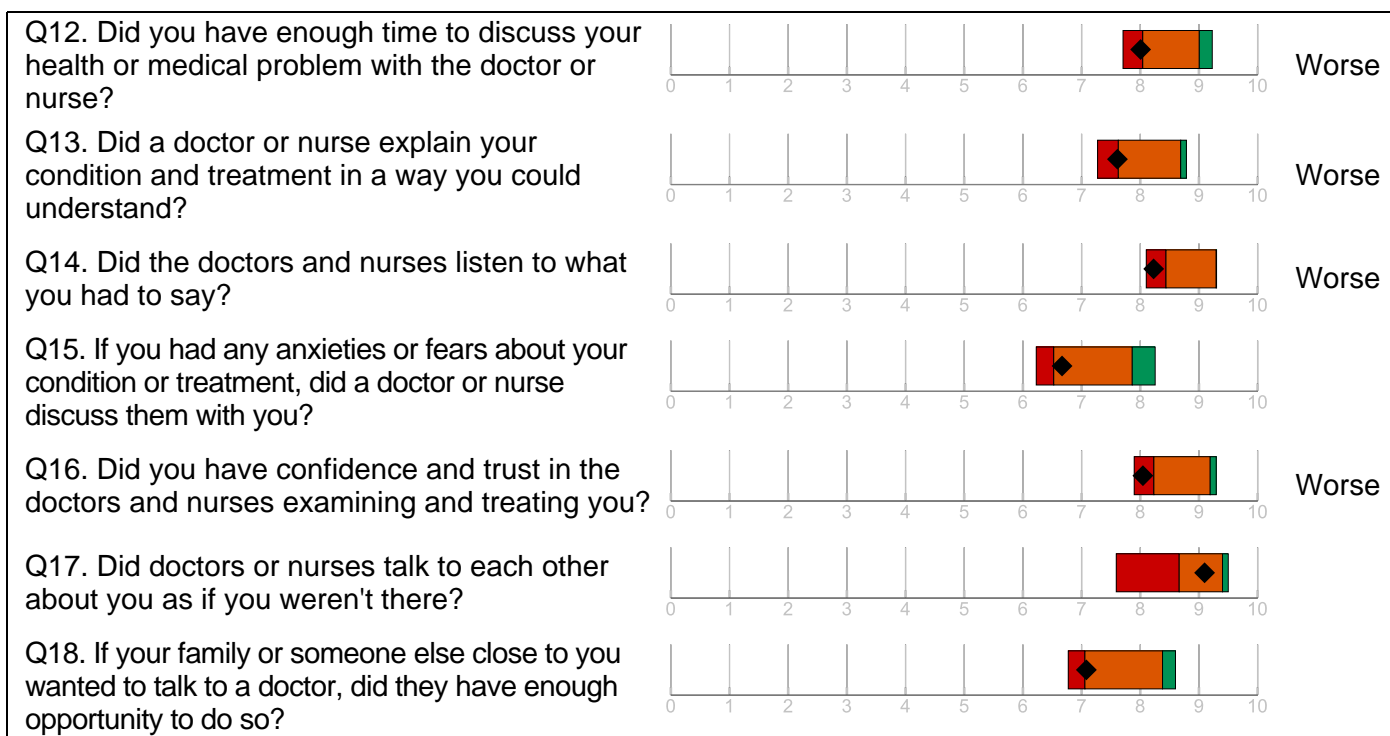 Q12. Did you have enough time to discuss your
health or medical problem with the doctor or
nurse?
0 1 2 3 4 5 6 7 8 9 10
Worse
Q13. Did a doctor or nurse explain your
condition and treatment in a way you could
understand?
0 1 2 3 4 5 6 7 8 9 10
Worse
Q14. Did the doctors and nurses listen to what
you had to say?
0 1 2 3 4 5 6 7 8 9 10
Worse
Q15. If you had any anxieties or fears about your
condition or treatment, did a doctor or nurse
discuss them with you?
0 1 2 3 4 5 6 7 8 9 10
Q16. Did you have confidence and trust in the
doctors and nurses examining and treating you?
0 1 2 3 4 5 6 7 8 9 10
Worse
Q17. Did doctors or nurses talk to each other
about you as if you weren't there?
0 1 2 3 4 5 6 7 8 9 10
Q18. If your family or someone else close to you
wanted to talk to a doctor, did they have enough
opportunity to do so?
0 1 2 3 4 5 6 7 8 9 10